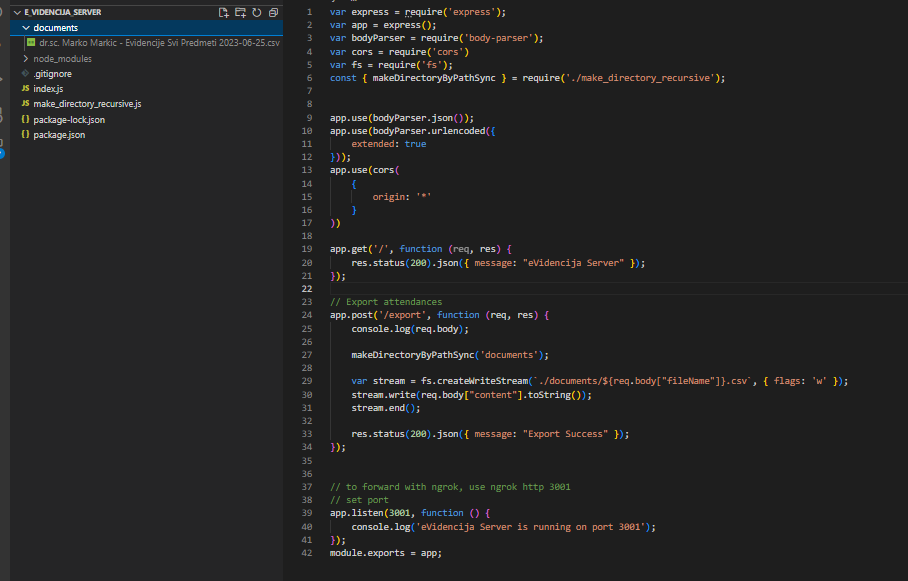 E_VIDENCIJA_SERVER
documents
dr.sc. Marko Markic - Evidencije Svi Predmeti 2023-06-25.csv
node_modules
.gitignore
JS index.js
JS make_directory_recursive.js
{} package-lock.json
{} package.json
1 var express = require('express');
2 var app = express();
3 var bodyParser = require('body-parser');
4 var cors = require('cors')
5 var fs = require('fs');
6 const { makeDirectoryByPathSync } = require('./make_directory_recursive');
7
8
9 app.use(bodyParser.json());
10 app.use(bodyParser.urlencoded({
11     extended: true
12 }));
13 app.use(cors(
14     {
15         origin: '*'
16     }
17 ))
18
19 app.get('/', function (req, res) {
20     res.status(200).json({ message: "eVidencija Server" });
21 });
22
23 // Export attendances
24 app.post('/export', function (req, res) {
25     console.log(req.body);
26
27     makeDirectoryByPathSync('documents');
28
29     var stream = fs.createWriteStream(`./documents/${req.body["fileName"]}.csv`, { flags: 'w' });
30     stream.write(req.body["content"].toString());
31     stream.end();
32
33     res.status(200).json({ message: "Export Success" });
34 });
35
36
37 // to forward with ngrok, use ngrok http 3001
38 // set port
39 app.listen(3001, function () {
40     console.log('eVidencija Server is running on port 3001');
41 });
42 module.exports = app;